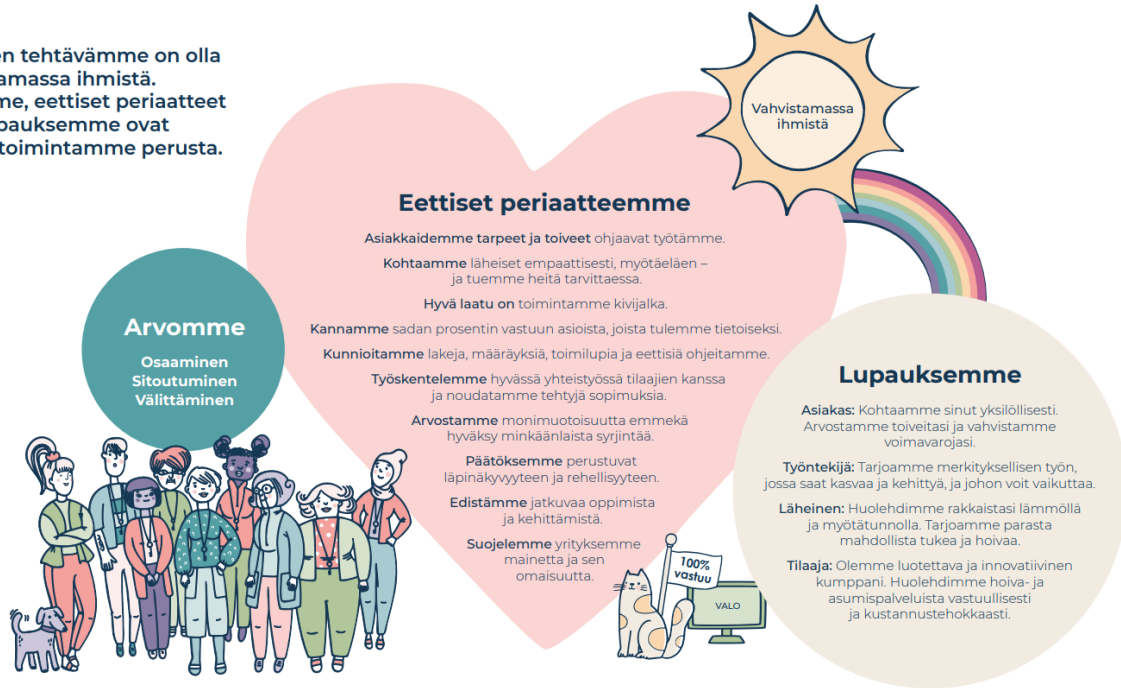 en tehtävämme on olla
amassa ihmistä.
me, eettiset periaatteet
pauksemme ovat
toimintamme perusta.
Vahvistamassa
ihmistä
Eettiset periaatteemme
Asiakkaidemme tarpeet ja toiveet ohjaavat työtämme.
Kohtaamme läheiset empaattisesti, myötäeläen –
ja tuemme heitä tarvittaessa.
Hyvä laatu on toimintamme kivijalka.
Kannamme sadan prosentin vastuun asioista, joista tulemme tietoiseksi.
Kunnioitamme lakeja, määräyksiä, toimilupia ja eettisiä ohjeitamme.
Työskentelemme hyvässä yhteistyössä tilaajien kanssa
ja noudatamme tehtyjä sopimuksia.
Arvostamme monimuotoisuutta emmekä
hyväksy minkäänlaista syrjintää.
Päätöksemme perustuvat
läpinäkyvyyteen ja rehellisyyteen.
Edistämme jatkuvaa oppimista
ja kehittämistä.
Suojelemme yrityksemme
mainetta ja sen
omaisuutta.
Arvomme
Osaaminen
Sitoutuminen
Välittäminen
100%
vastuu
VALO
Lupauksemme
Asiakas: Kohtaamme sinut yksilöllisesti.
Arvostamme toiveitasi ja vahvistamme
voimavarojasi.
Työntekijä: Tarjoamme merkityksellisen työn,
jossa saat kasvaa ja kehittyä, ja johon voit vaikuttaa.
Läheinen: Huolehdimme rakkaistasi lämmöllä
ja myötätunnolla. Tarjoamme parasta
mahdollista tukea ja hoivaa.
Tilaaja: Olemme luotettava ja innovatiivinen
kumppani. Huolehdimme hoiva- ja
asumispalveluista vastuullisesti
ja kustannustehokkaasti.